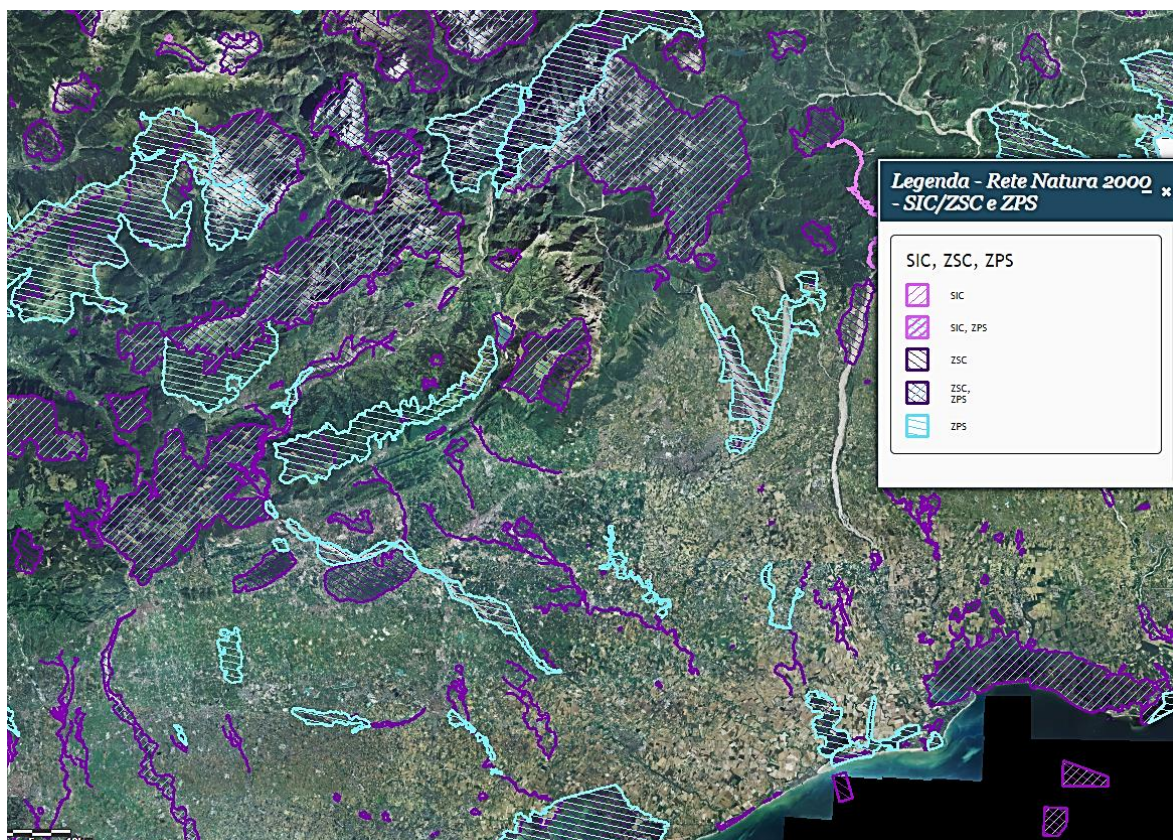 Legenda - Rete Natura 2000
- SIC/ZSC e ZPS
SIC, ZSC, ZPS
SIC
SIC, ZPS
ZSC
ZSC,
ZPS
ZPS